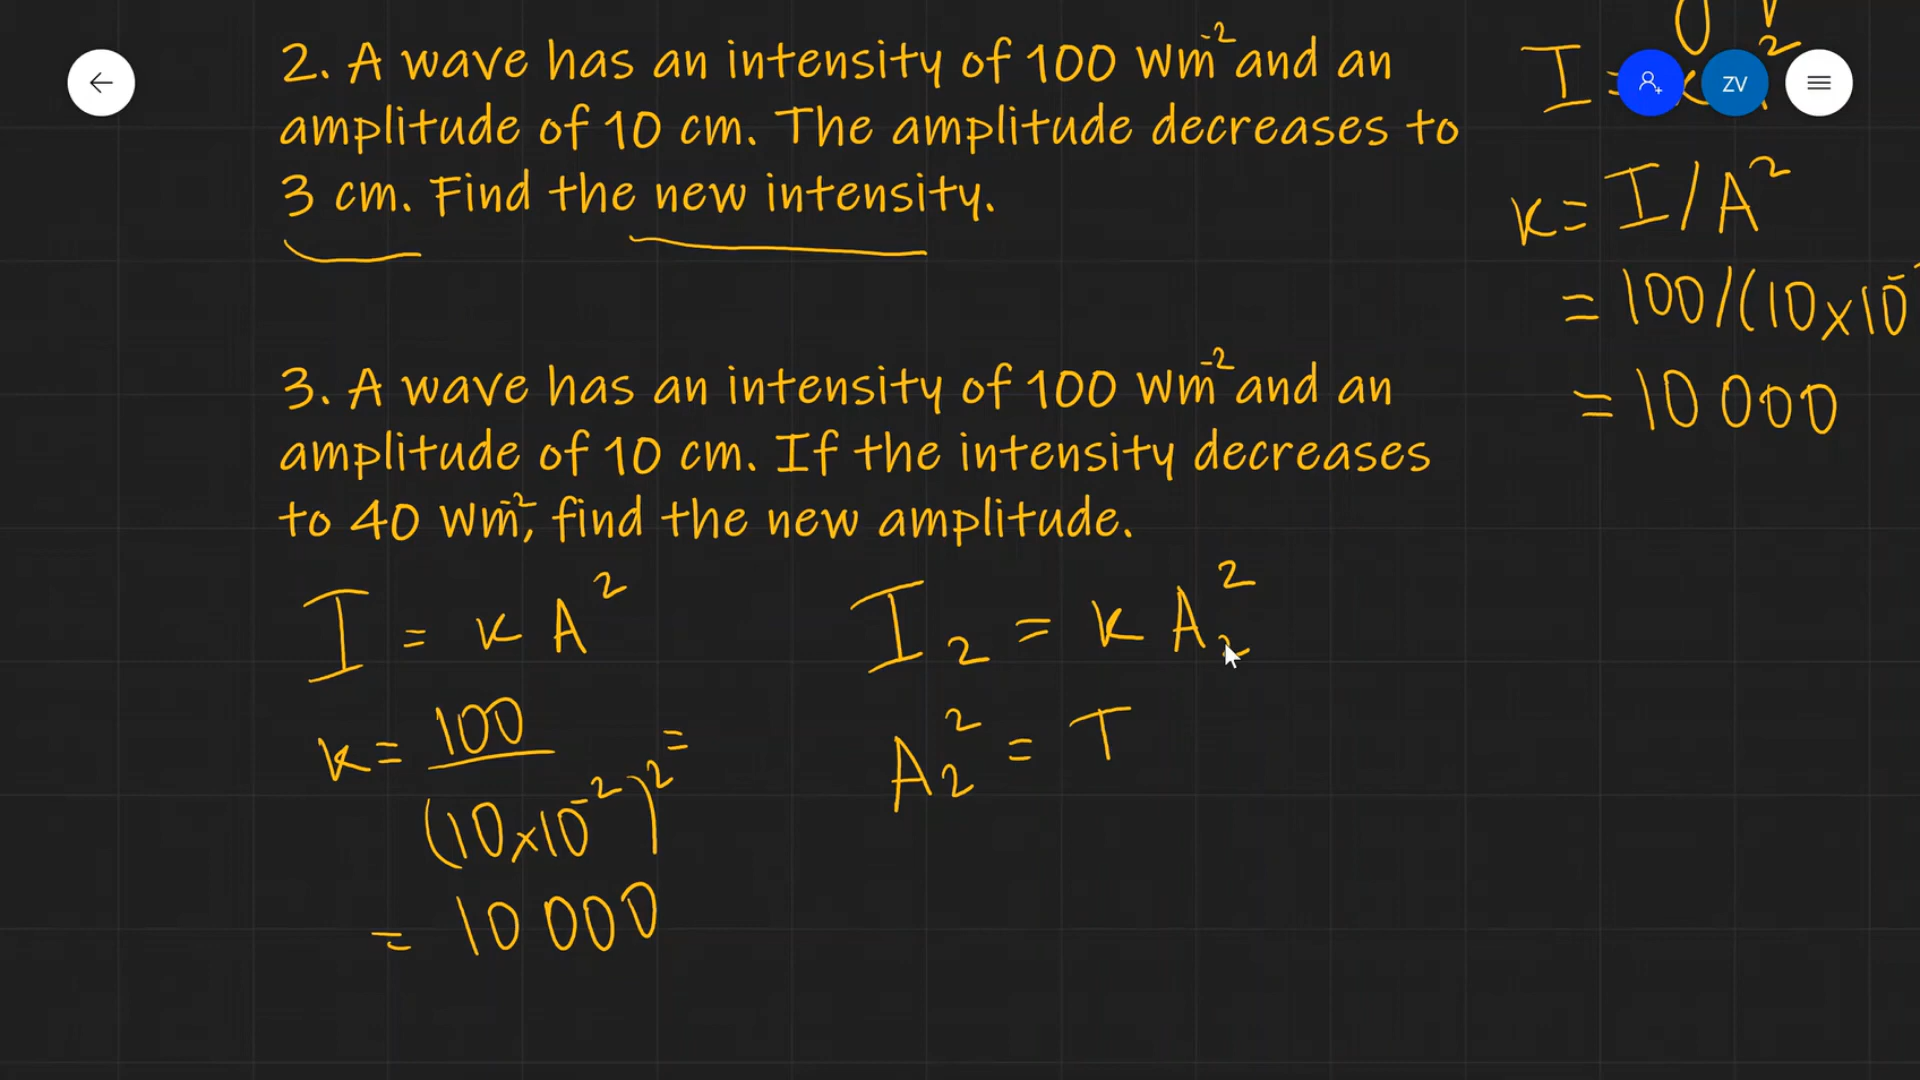 2. A wave has an intensity of 100 Wm⁻² and an
amplitude of 10 cm. The amplitude decreases to
3 cm. Find the new intensity.
3. A wave has an intensity of 100 Wm⁻² and an
amplitude of 10 cm. If the intensity decreases
to 40 Wm⁻², find the new amplitude.
I = k A²
k = 100 / (10×10⁻²)² =
= 10 000
I₂ = k A₂²
A₂² = I
I =
ZV
k = I/A²
= 100/(10×10⁻
= 10 000